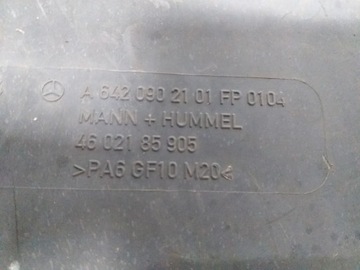 A 642 090 21 01 FP 0104
MANN + HUMMEL
46 021 85 905
>PA6 GF10 M20<